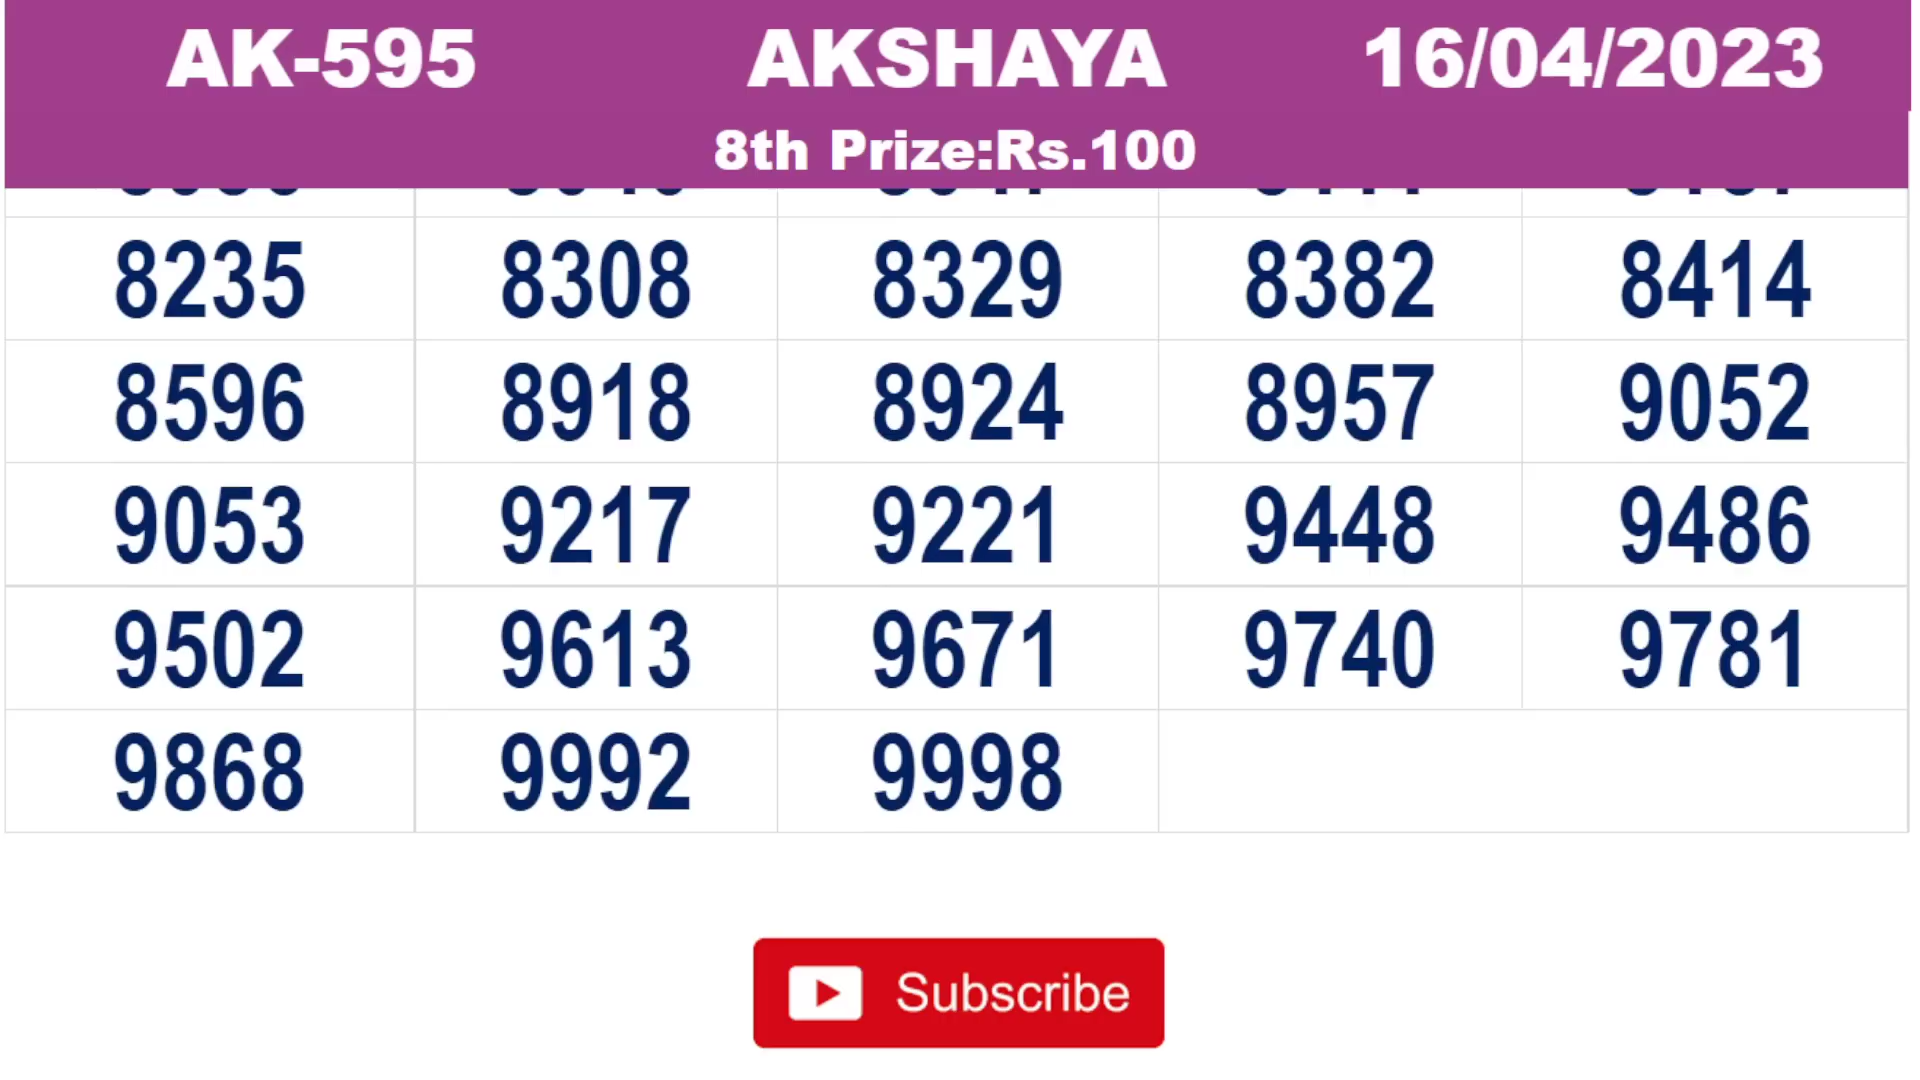 AK-595 AKSHAYA 16/04/2023
8th Prize:Rs.100
8235 8308 8329 8382 8414
8596 8918 8924 8957 9052
9053 9217 9221 9448 9486
9502 9613 9671 9740 9781
9868 9992 9998
Subscribe